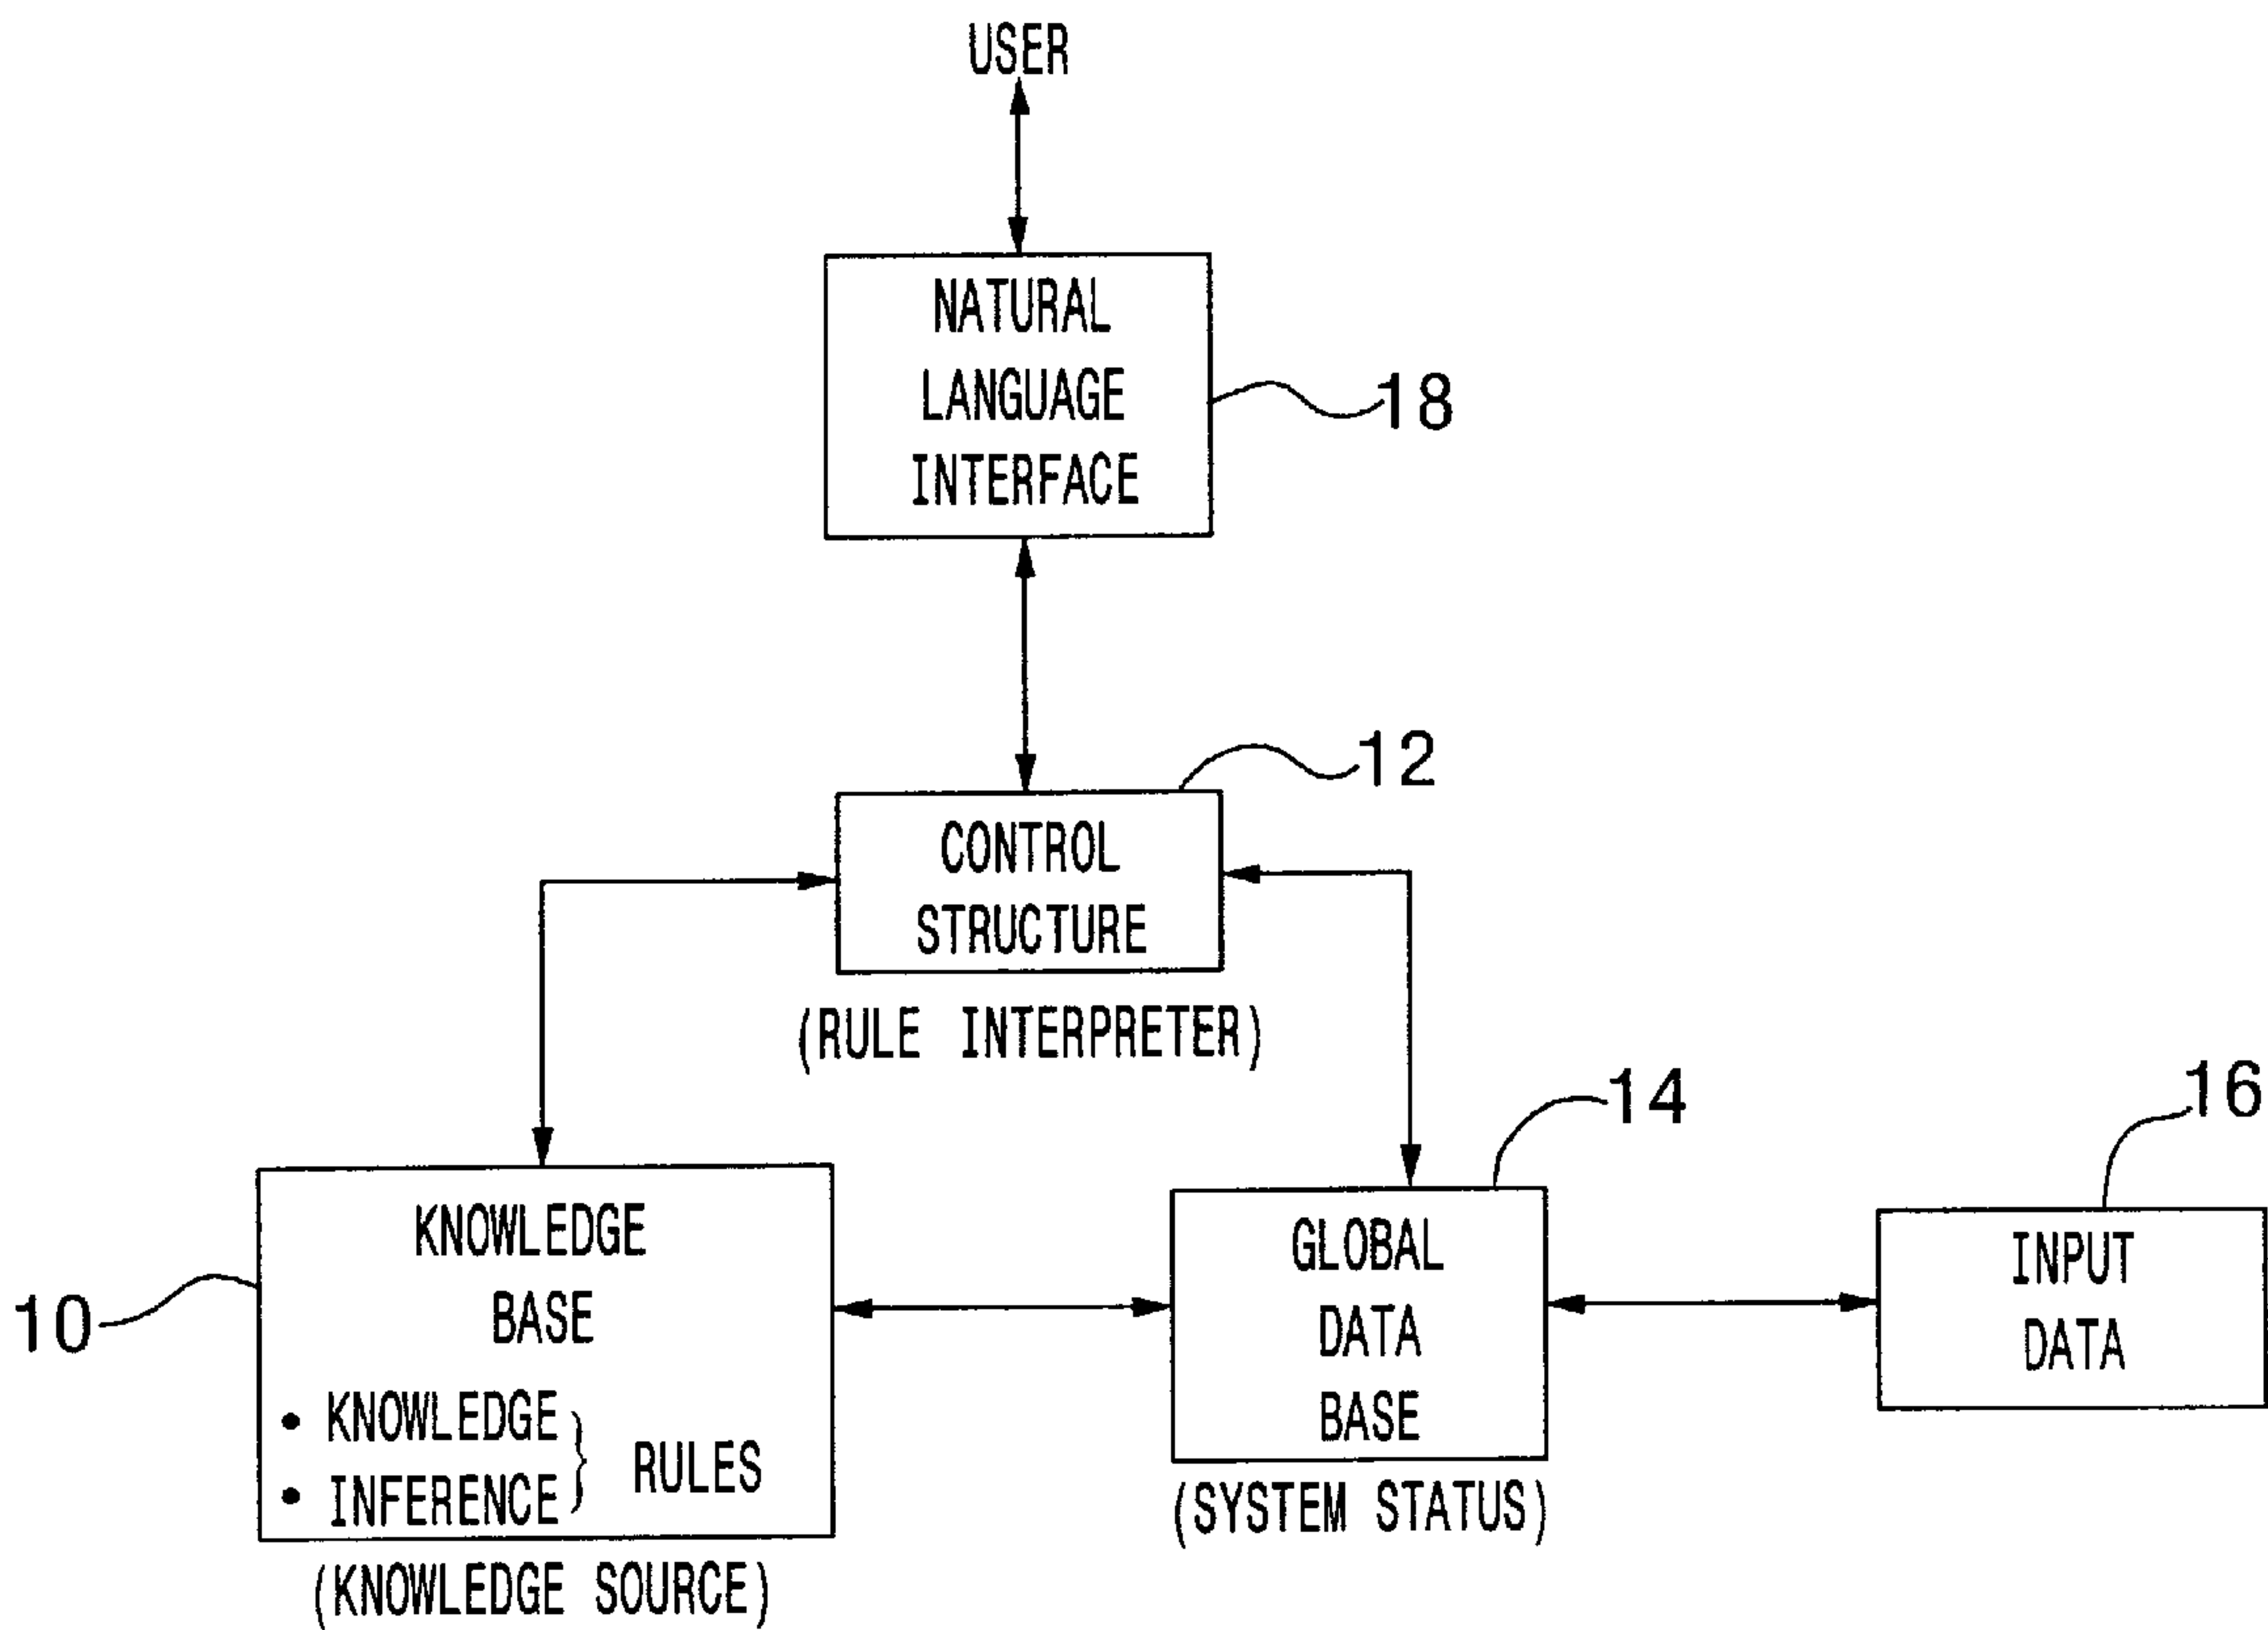 USER
NATURAL
LANGUAGE
INTERFACE
18
12
CONTROL
STRUCTURE
(RULE INTERPRETER)
14
16
KNOWLEDGE
BASE
10
• KNOWLEDGE
• INFERENCE
} RULES
(KNOWLEDGE SOURCE)
GLOBAL
DATA
BASE
(SYSTEM STATUS)
INPUT
DATA